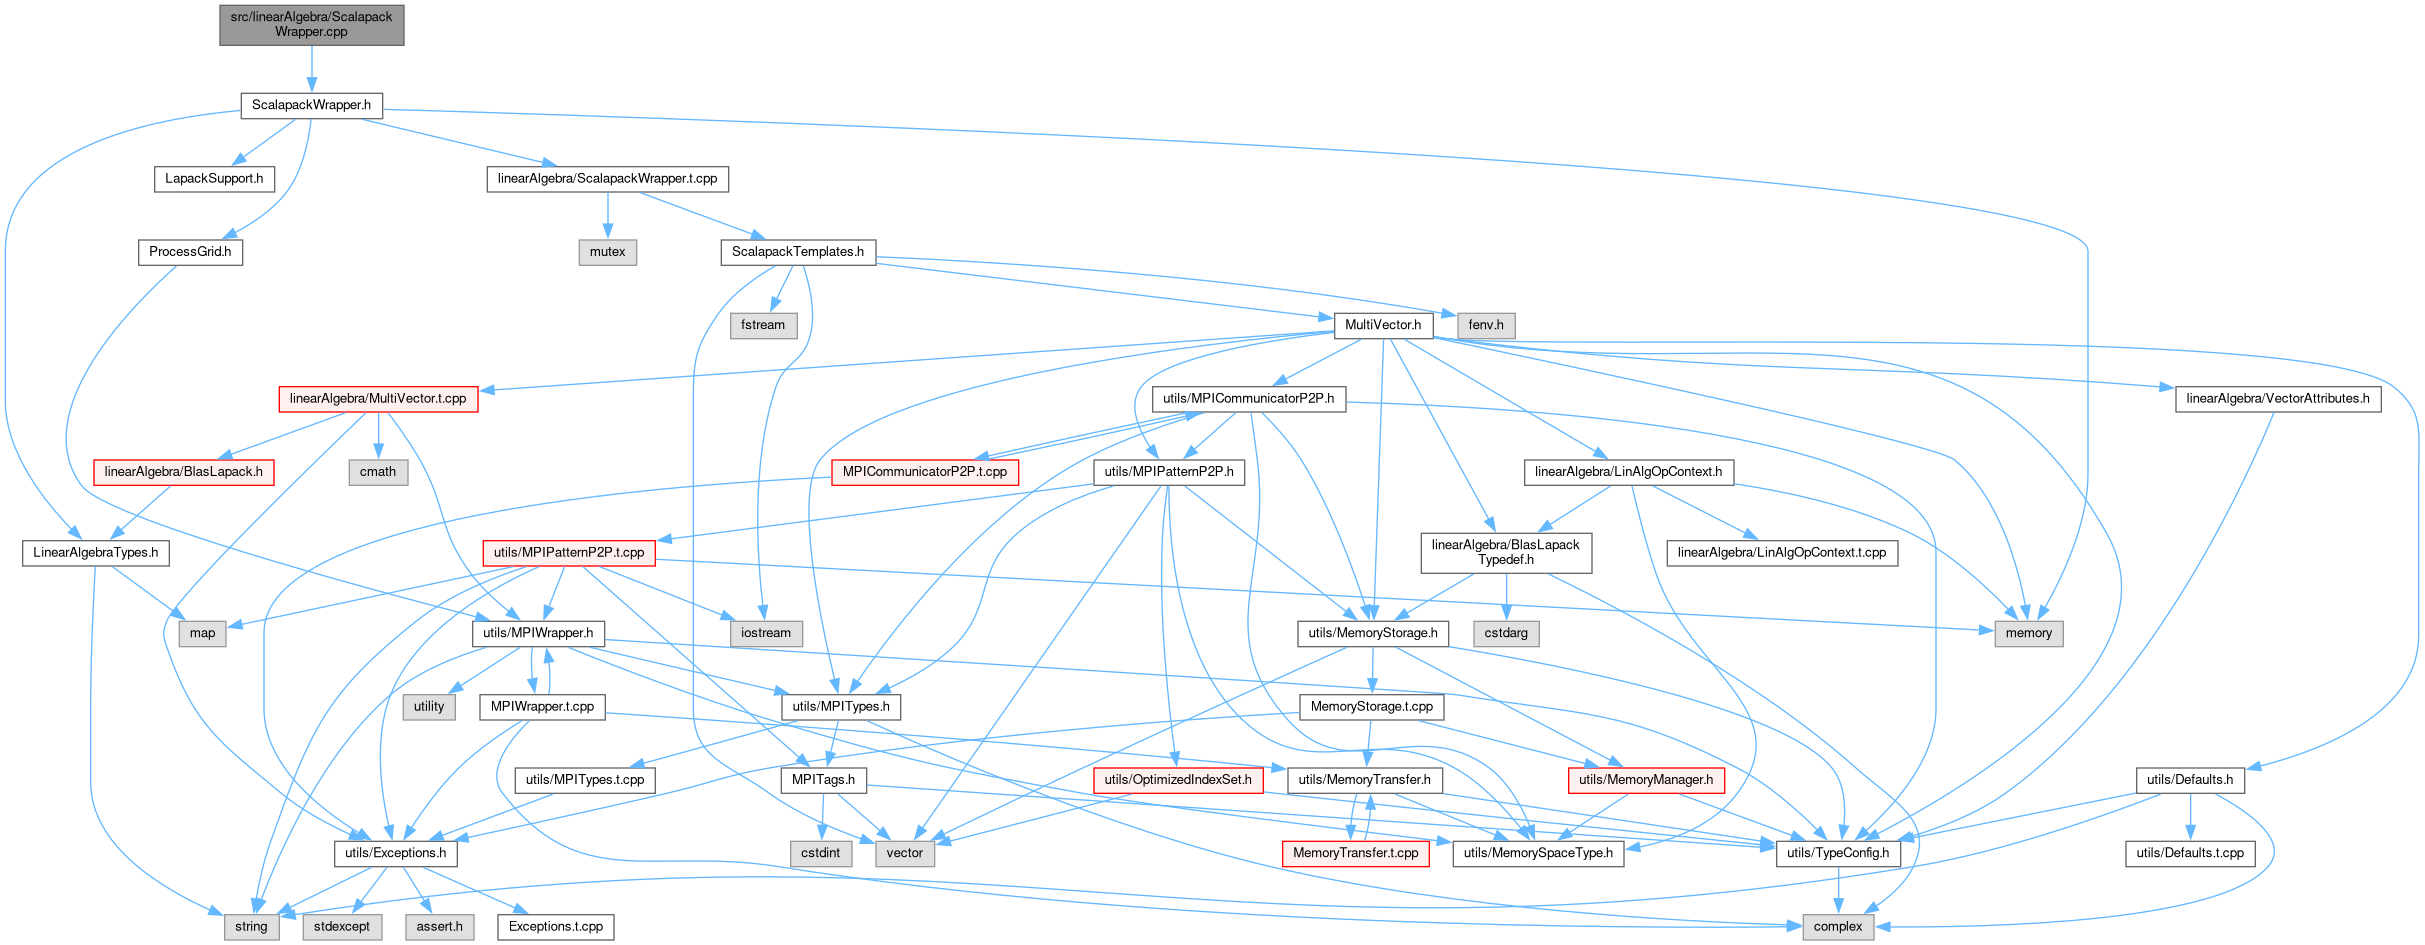 src/linearAlgebra/Scalapack
Wrapper.cpp
ScalapackWrapper.h
LapackSupport.h
linearAlgebra/ScalapackWrapper.t.cpp
ProcessGrid.h
mutex
ScalapackTemplates.h
fstream
MultiVector.h
fenv.h
linearAlgebra/MultiVector.t.cpp
utils/MPICommunicatorP2P.h
linearAlgebra/VectorAttributes.h
linearAlgebra/BlasLapack.h
cmath
MPICommunicatorP2P.t.cpp
utils/MPIPatternP2P.h
linearAlgebra/LinAlgOpContext.h
LinearAlgebraTypes.h
utils/MPIPatternP2P.t.cpp
linearAlgebra/BlasLapack
Typedef.h
linearAlgebra/LinAlgOpContext.t.cpp
map
utils/MPIWrapper.h
iostream
utils/MemoryStorage.h
cstdarg
memory
utility
MPIWrapper.t.cpp
utils/MPITypes.h
MemoryStorage.t.cpp
utils/MPITypes.t.cpp
MPITags.h
utils/OptimizedIndexSet.h
utils/MemoryTransfer.h
utils/MemoryManager.h
utils/Defaults.h
utils/Exceptions.h
cstdint
vector
MemoryTransfer.t.cpp
utils/MemorySpaceType.h
utils/TypeConfig.h
utils/Defaults.t.cpp
string
stdexcept
assert.h
Exceptions.t.cpp
complex